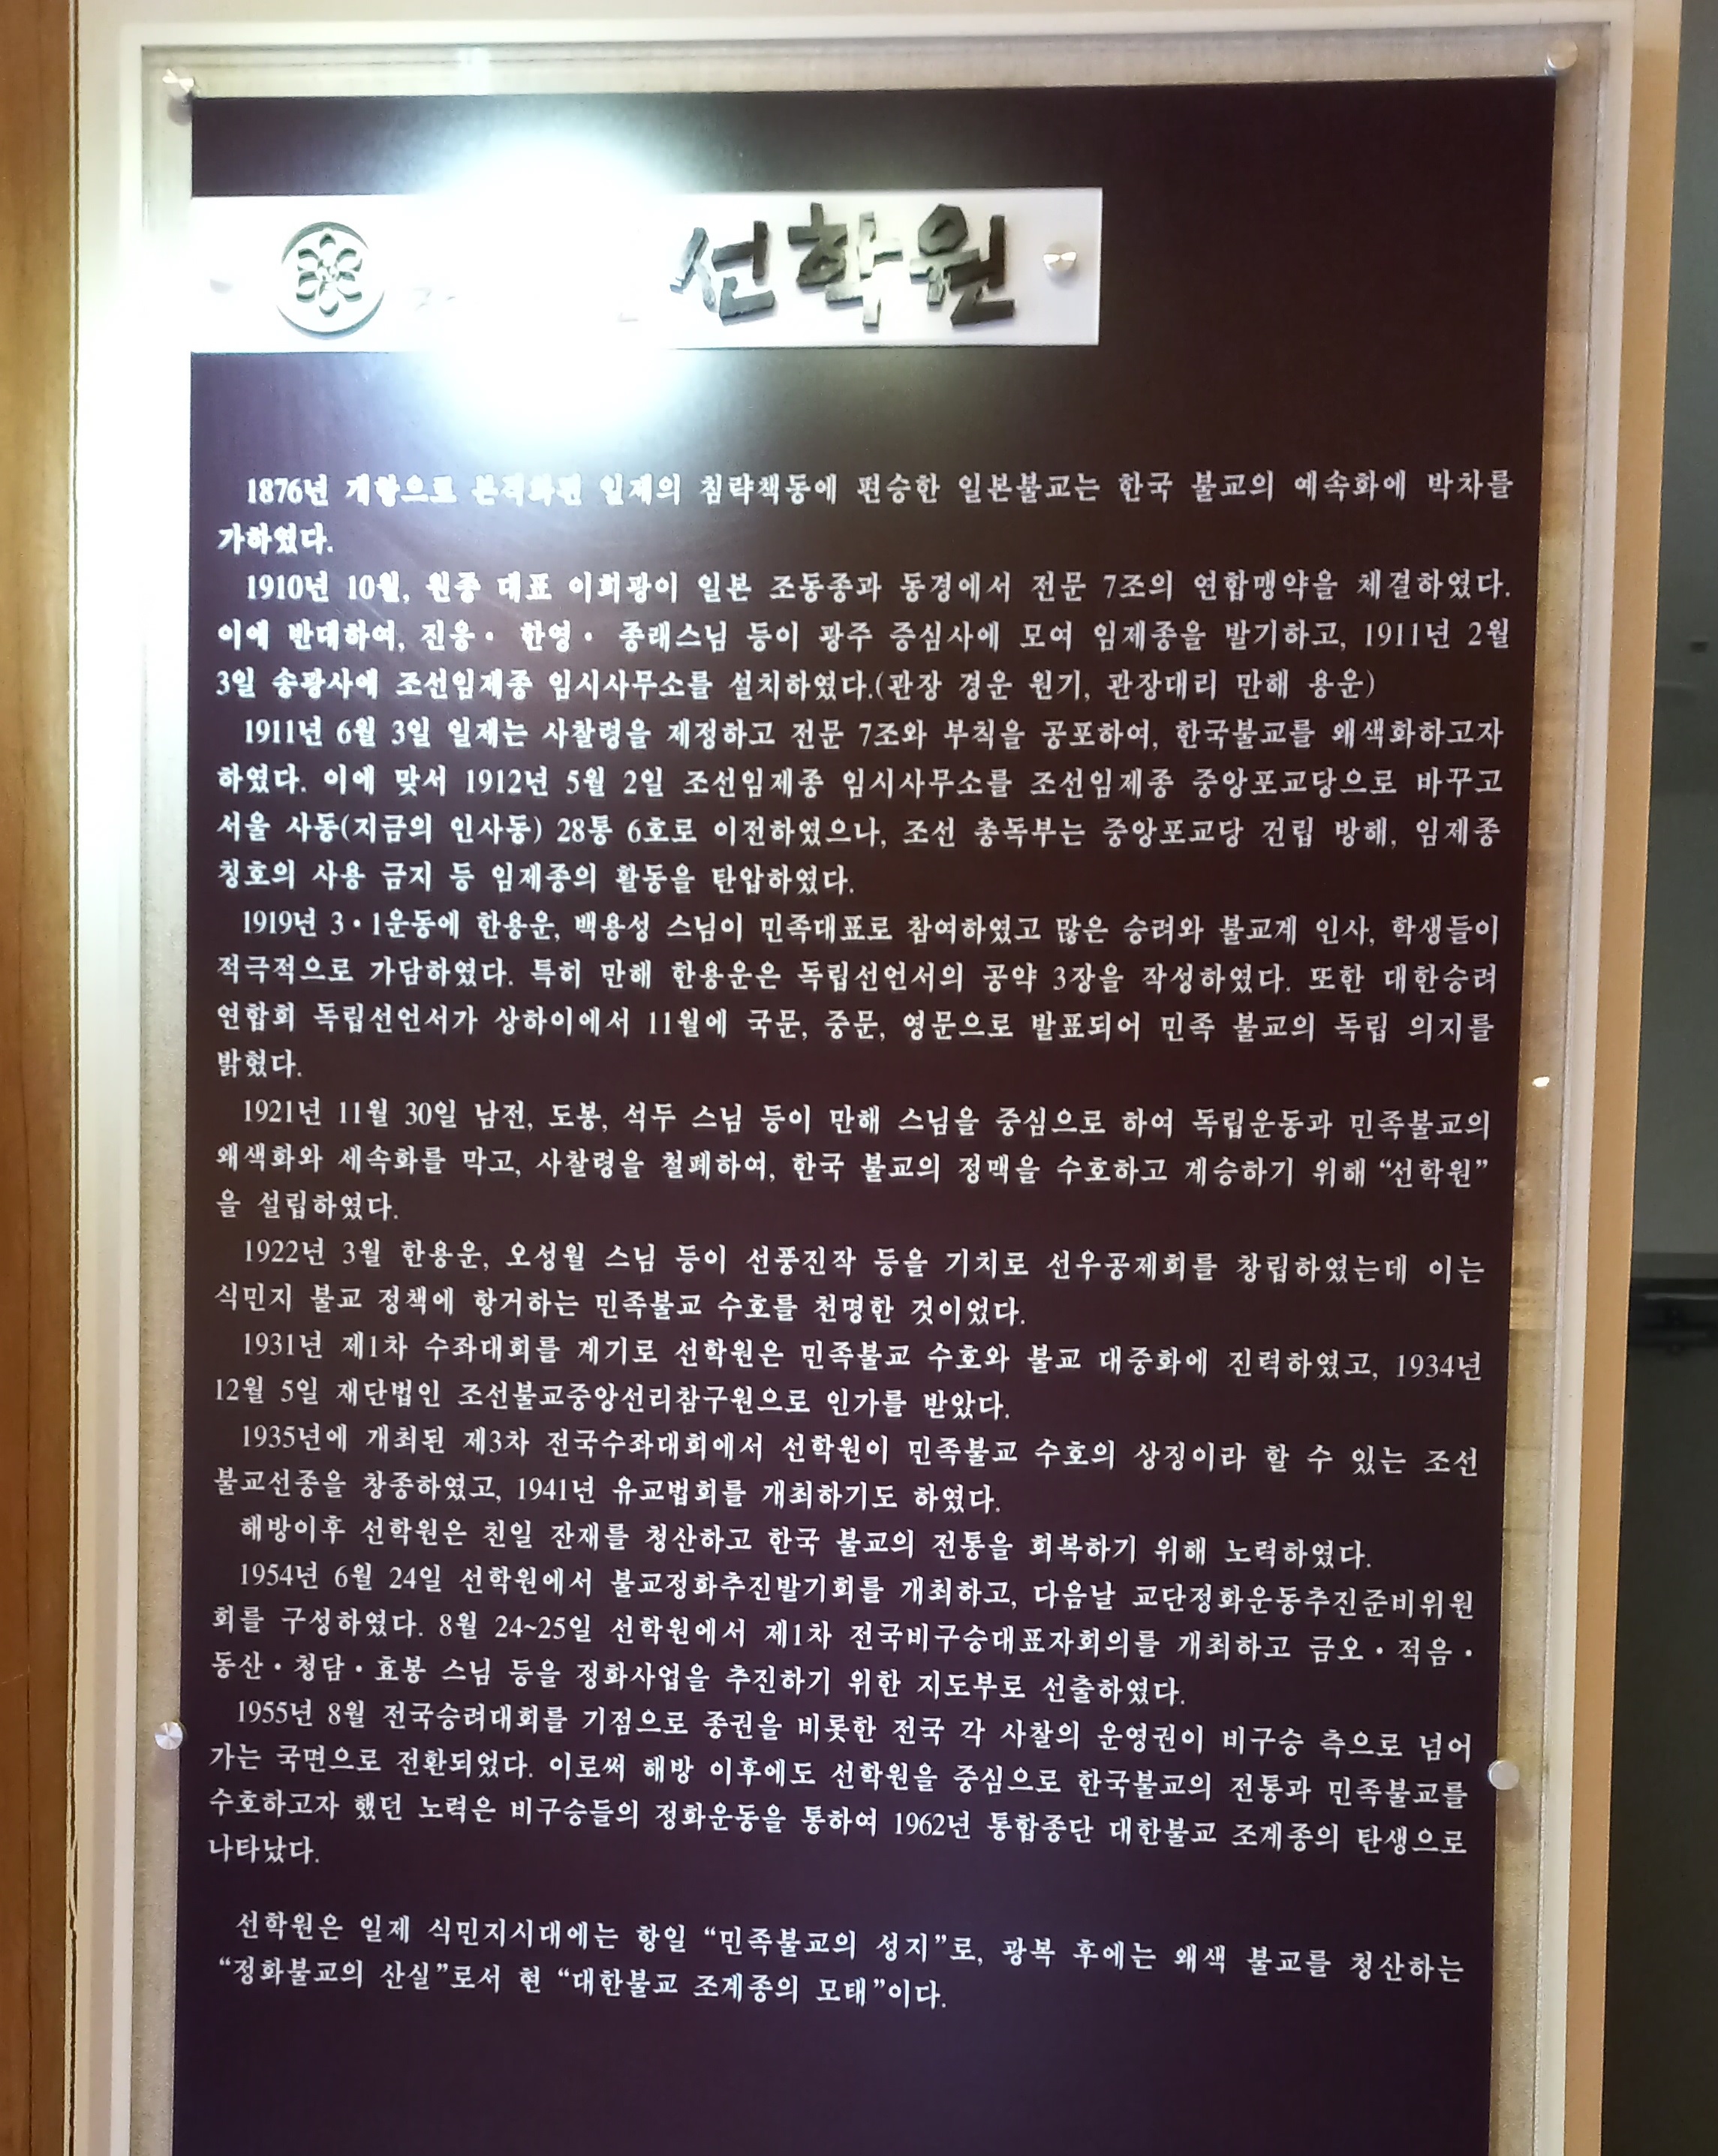 선학원
1876년 개항으로 본격화된 일제의 침략책동에 편승한 일본불교는 한국 불교의 예속화에 박차를
가하였다.
1910년 10월, 원종 대표 이회광이 일본 조동종과 동경에서 전문 7조의 연합맹약을 체결하였다.
이에 반대하여, 진응· 한영· 종래스님 등이 광주 증심사에 모여 임제종을 발기하고, 1911년 2월
3일 송광사에 조선임제종 임시사무소를 설치하였다.(관장 경운 원기, 관장대리 만해 용운)
1911년 6월 3일 일제는 사찰령을 제정하고 전문 7조와 부칙을 공포하여, 한국불교를 왜색화하고자
하였다. 이에 맞서 1912년 5월 2일 조선임제종 임시사무소를 조선임제종 중앙포교당으로 바꾸고
서울 사동(지금의 인사동) 28통 6호로 이전하였으나, 조선 총독부는 중앙포교당 건립 방해, 임제종
칭호의 사용 금지 등 임제종의 활동을 탄압하였다.
1919년 3·1운동에 한용운, 백용성 스님이 민족대표로 참여하였고 많은 승려와 불교계 인사, 학생들이
적극적으로 가담하였다. 특히 만해 한용운은 독립선언서의 공약 3장을 작성하였다. 또한 대한승려
연합회 독립선언서가 상하이에서 11월에 국문, 중문, 영문으로 발표되어 민족 불교의 독립 의지를
밝혔다.
1921년 11월 30일 남전, 도봉, 석두 스님 등이 만해 스님을 중심으로 하여 독립운동과 민족불교의
왜색화와 세속화를 막고, 사찰령을 철폐하여, 한국 불교의 정맥을 수호하고 계승하기 위해 “선학원”
을 설립하였다.
1922년 3월 한용운, 오성월 스님 등이 선풍진작 등을 기치로 선우공제회를 창립하였는데 이는
식민지 불교 정책에 항거하는 민족불교 수호를 천명한 것이었다.
1931년 제1차 수좌대회를 계기로 선학원은 민족불교 수호와 불교 대중화에 진력하였고, 1934년
12월 5일 재단법인 조선불교중앙선리참구원으로 인가를 받았다.
1935년에 개최된 제3차 전국수좌대회에서 선학원이 민족불교 수호의 상징이라 할 수 있는 조선
불교선종을 창종하였고, 1941년 유교법회를 개최하기도 하였다.
해방이후 선학원은 친일 잔재를 청산하고 한국 불교의 전통을 회복하기 위해 노력하였다.
1954년 6월 24일 선학원에서 불교정화추진발기회를 개최하고, 다음날 교단정화운동추진준비위원
회를 구성하였다. 8월 24~25일 선학원에서 제1차 전국비구승대표자회의를 개최하고 금오·적음·
동산·청담·효봉 스님 등을 정화사업을 추진하기 위한 지도부로 선출하였다.
1955년 8월 전국승려대회를 기점으로 종권을 비롯한 전국 각 사찰의 운영권이 비구승 측으로 넘어
가는 국면으로 전환되었다. 이로써 해방 이후에도 선학원을 중심으로 한국불교의 전통과 민족불교를
수호하고자 했던 노력은 비구승들의 정화운동을 통하여 1962년 통합종단 대한불교 조계종의 탄생으로
나타났다.
선학원은 일제 식민지시대에는 항일 “민족불교의 성지”로, 광복 후에는 왜색 불교를 청산하는
“정화불교의 산실”로서 현 “대한불교 조계종의 모태”이다.